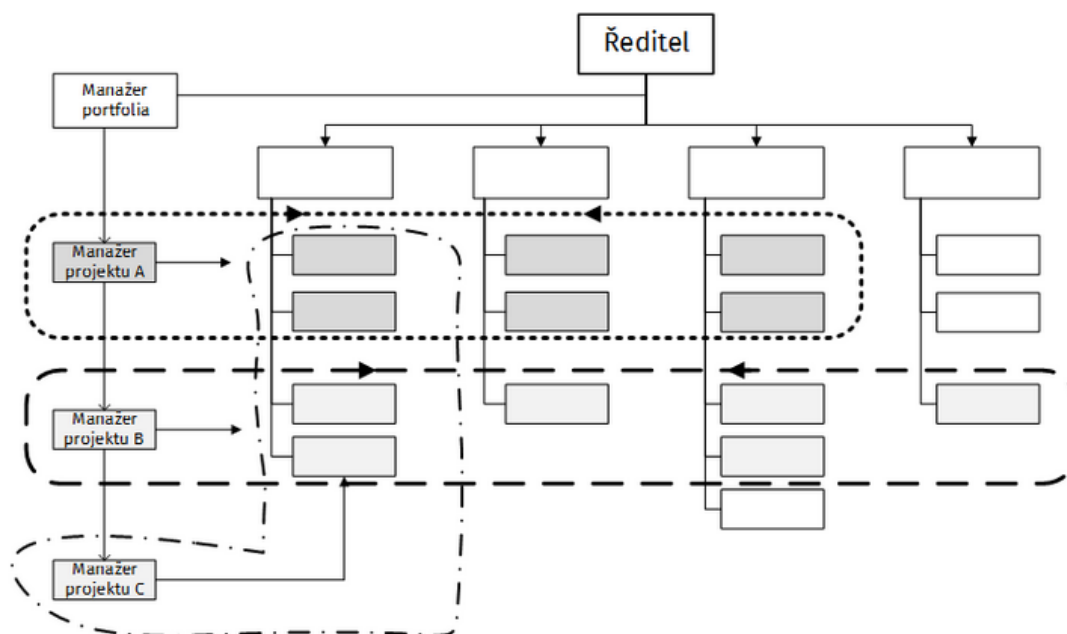 Ředitel
Manažer
portfolia
Manažer
projektu A
Manažer
projektu B
Manažer
projektu C